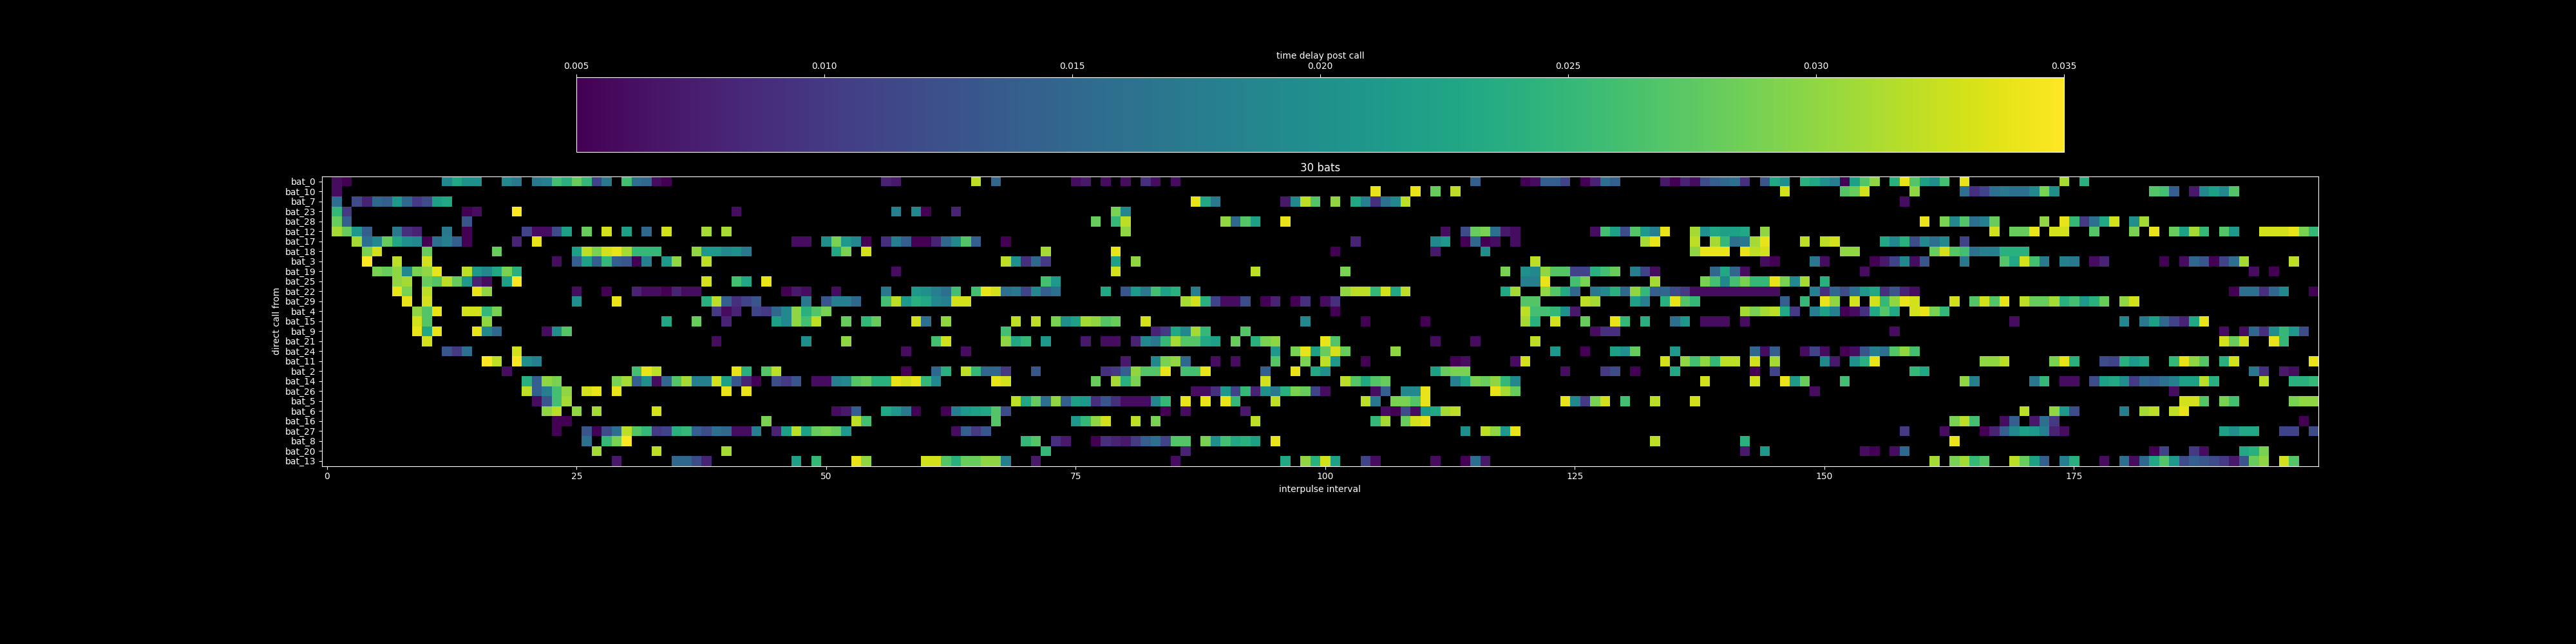 time delay post call
0.005 0.010 0.015 0.020 0.025 0.030 0.035
30 bats
bat_0
bat_10
bat_7
bat_23
bat_28
bat_12
bat_17
bat_18
bat_3
bat_19
bat_25
bat_22
bat_29
bat_4
bat_15
bat_9
bat_21
bat_24
bat_11
bat_2
bat_14
bat_26
bat_5
bat_6
bat_16
bat_27
bat_8
bat_20
bat_13
direct call from
0 25 50 75 100 125 150 175
interpulse interval